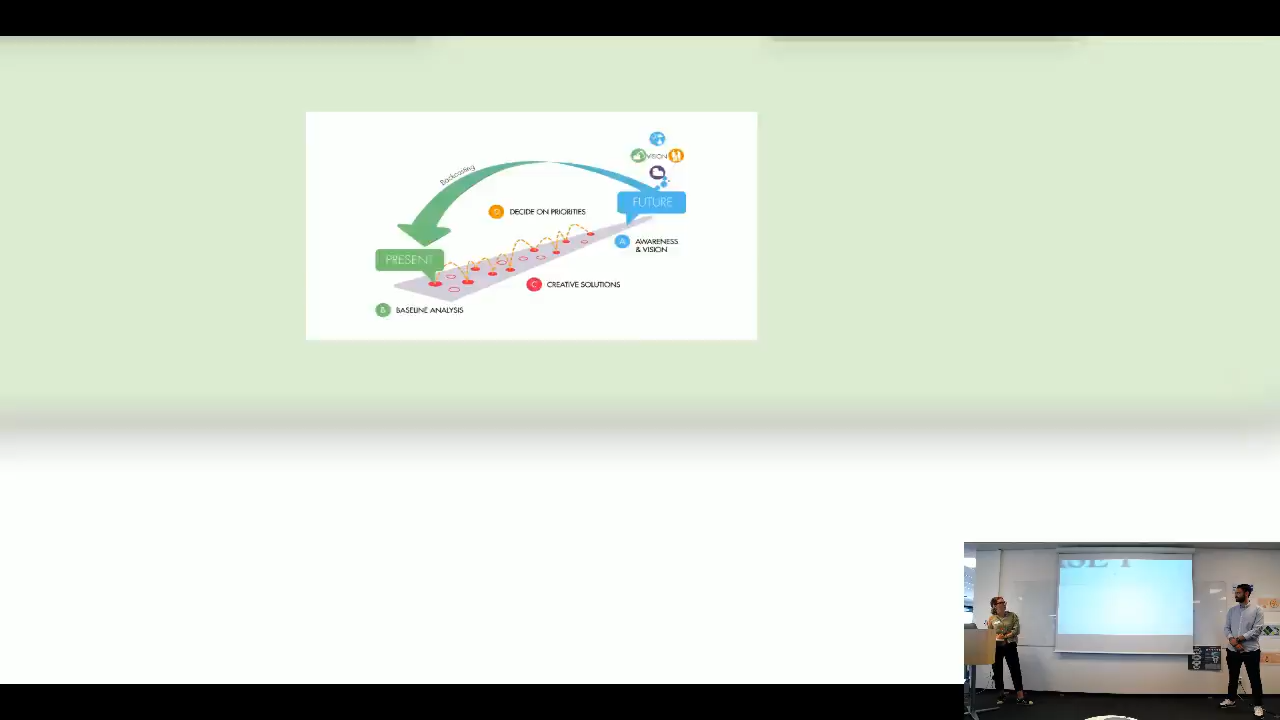 VISION
Backcasting
FUTURE
D DECIDE ON PRIORITIES
A AWARENESS
& VISION
PRESENT
C CREATIVE SOLUTIONS
B BASELINE ANALYSIS